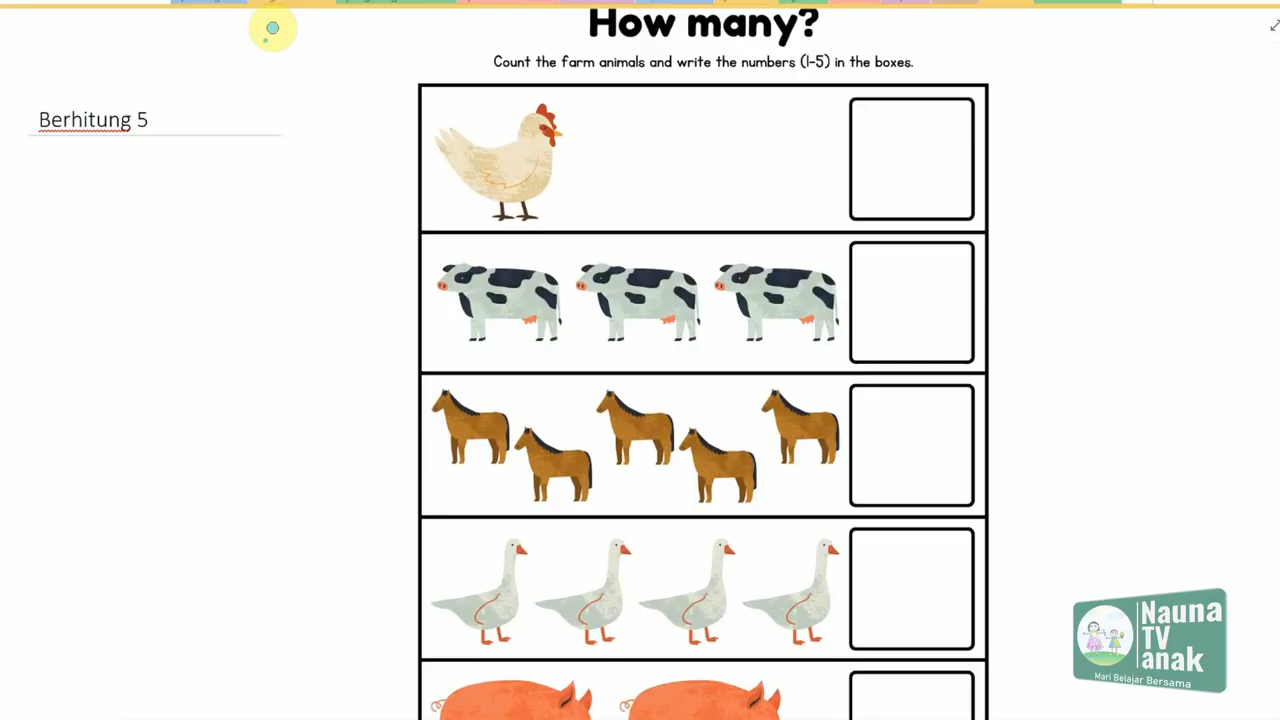 How many?
Count the farm animals and write the numbers (1-5) in the boxes.
Berhitung 5
Nauna
TV
anak
Mari Belajar Bersama